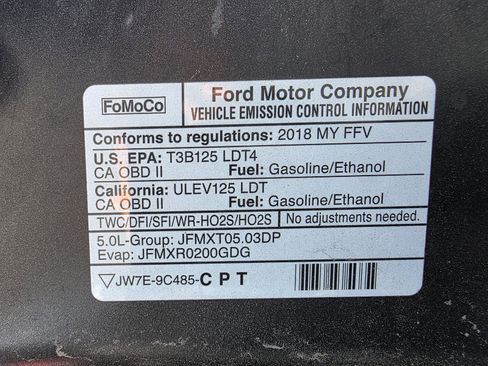 FoMoCo
Ford Motor Company
VEHICLE EMISSION CONTROL INFORMATION
Conforms to regulations: 2018 MY FFV
U.S. EPA: T3B125 LDT4
CA OBD II Fuel: Gasoline/Ethanol
California: ULEV125 LDT
CA OBD II Fuel: Gasoline/Ethanol
TWC/DFI/SFI/WR-HO2S/HO2S No adjustments needed.
5.0L-Group: JFMXT05.03DP
Evap: JFMXR0200GDG
JW7E-9C485-C P T